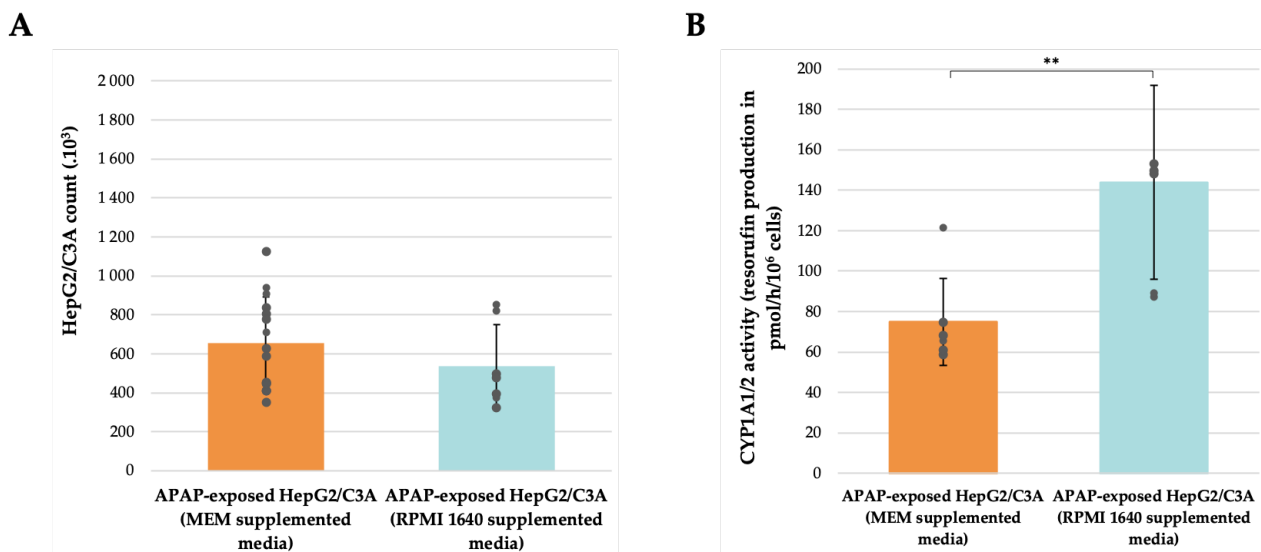 A
HepG2/C3A count (.10³)
2 000
1 800
1 600
1 400
1 200
1 000
800
600
400
200
0
APAP-exposed HepG2/C3A
(MEM supplemented
media)
APAP-exposed HepG2/C3A
(RPMI 1640 supplemented
media)
B
CYP1A1/2 activity (resorufin production in
pmol/h/10⁶ cells)
200
180
160
140
120
100
80
60
40
20
0
**
APAP-exposed HepG2/C3A
(MEM supplemented
media)
APAP-exposed HepG2/C3A
(RPMI 1640 supplemented
media)